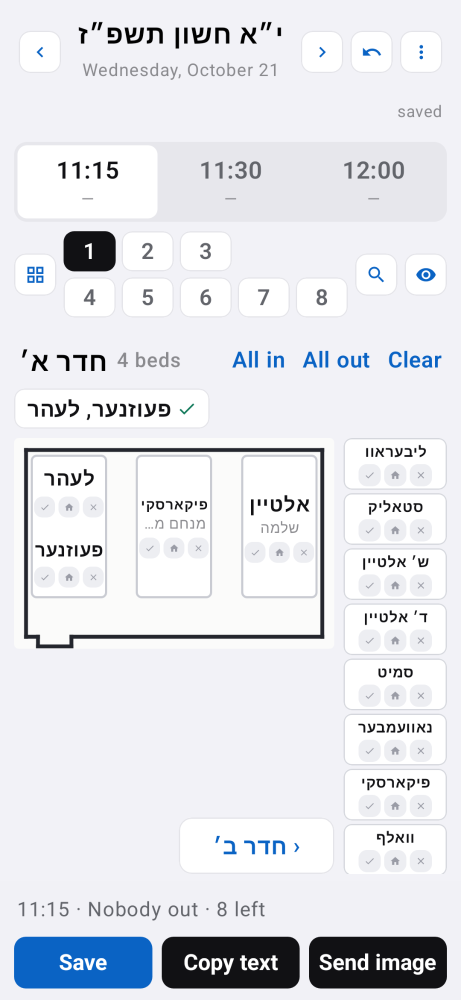 י״א חשון תשפ״ז
Wednesday, October 21
saved
11:15 11:30 12:00
– – –
1 2 3
4 5 6 7 8
חדר א׳ 4 beds All in All out Clear
פעוזנער, לעהר
לעהר
פעוזנער
פיקארסקי
מנחם מ...
אלטיין
שלמה
ליבעראוו
סטאליק
ש׳ אלטיין
ד׳ אלטיין
סמיט
נאוועמבער
פיקארסקי
וואלף
חדר ב׳ ›
11:15 · Nobody out · 8 left
Save Copy text Send image